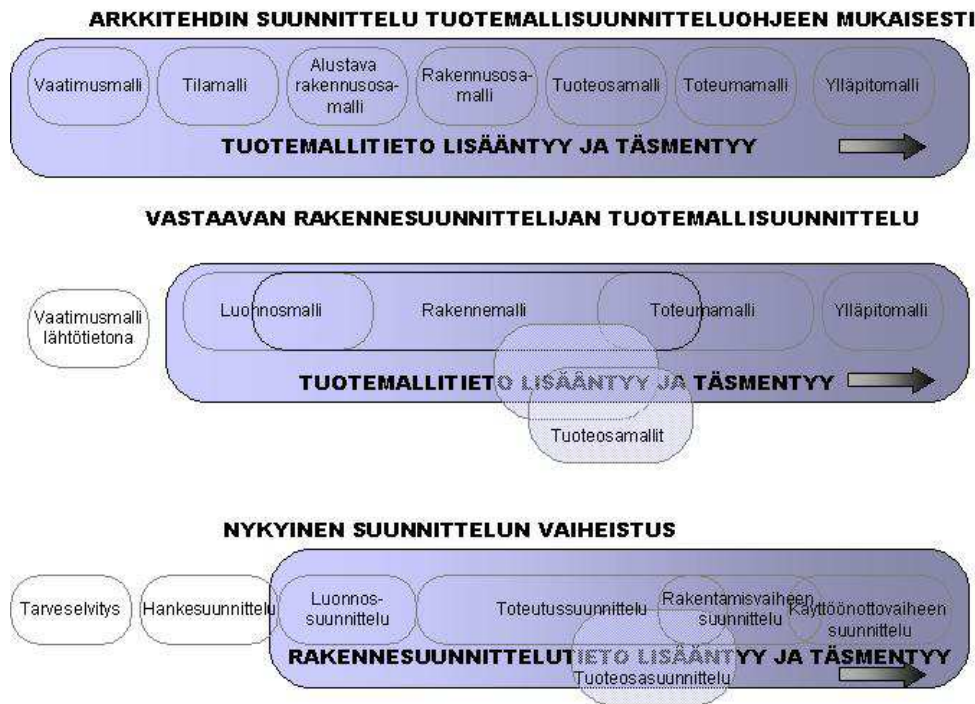 ARKKITEHDIN SUUNNITTELU TUOTEMALLISUUNNITTELUOHJEEN MUKAISESTI
Vaatimusmalli
Tilamalli
Alustava
rakennusosa-
malli
Rakennusosa-
malli
Tuoteosamalli
Toteumamalli
Ylläpitomalli
TUOTEMALLITIETO LISÄÄNTYY JA TÄSMENTYY
VASTAAVAN RAKENNESUUNNITTELIJAN TUOTEMALLISUUNNITTELU
Vaatimusmalli
lähtötietona
Luonnosmalli
Rakennemalli
Toteumamalli
Ylläpitomalli
TUOTEMALLITIETO LISÄÄNTYY JA TÄSMENTYY
Tuoteosamallit
NYKYINEN SUUNNITTELUN VAIHEISTUS
Tarveselvitys
Hankesuunnittelu
Luonnos-
suunnittelu
Toteutussuunnittelu
Rakentamisvaiheen
suunnittelu
Käyttöönottovaiheen
suunnittelu
RAKENNESUUNNITTELUTIETO LISÄÄNTYY JA TÄSMENTYY
Tuoteosasuunnittelu